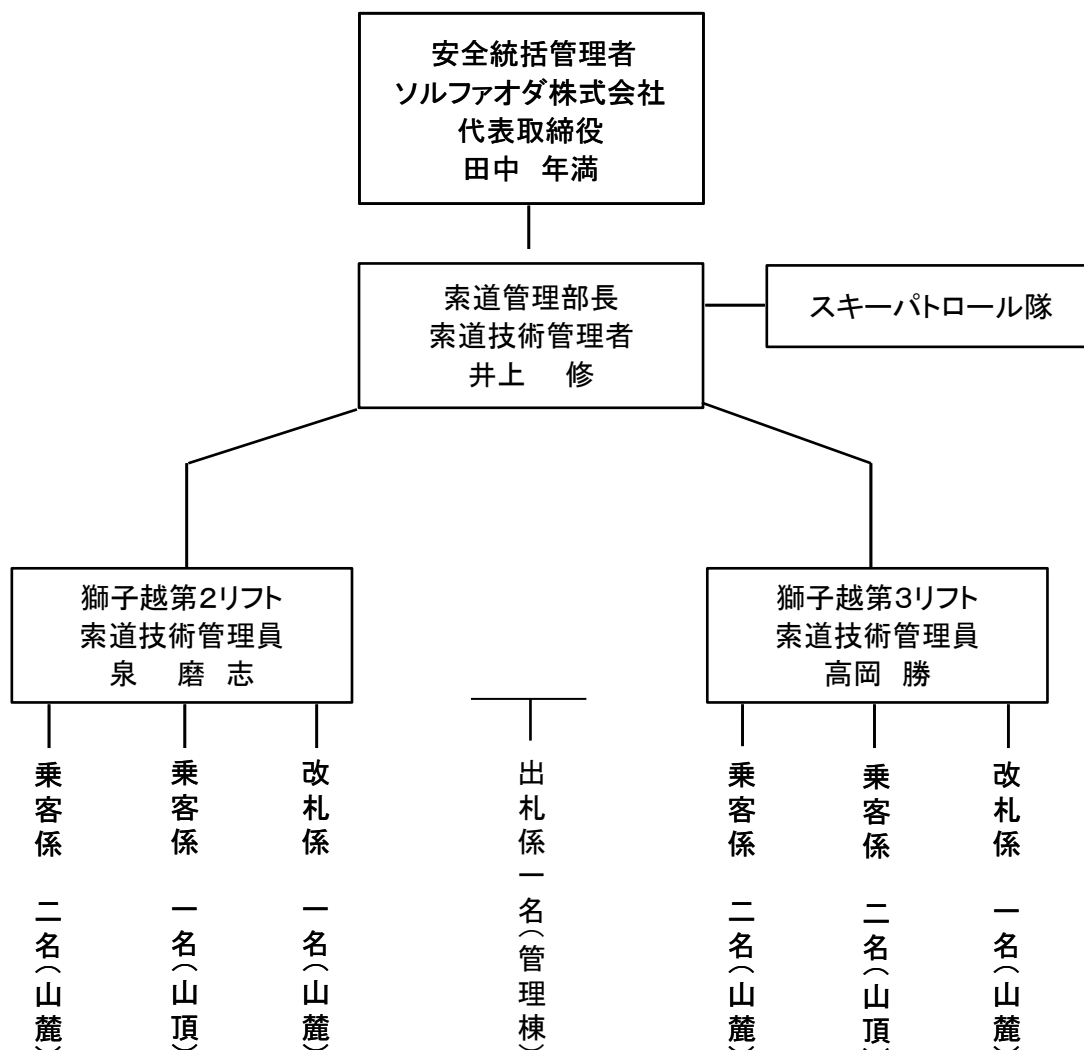 安全統括管理者
ソルファオダ株式会社
代表取締役
田中 年満
索道管理部長
索道技術管理者
井上 修
スキーパトロール隊
獅子越第2リフト
索道技術管理員
泉 磨 志
獅子越第3リフト
索道技術管理員
高岡 勝
乗客係 二名(山麓)
乗客係 一名(山頂)
改札係 一名(山麓)
出札係一名(管理棟)
乗客係 二名(山麓)
乗客係 二名(山頂)
改札係 一名(山麓)